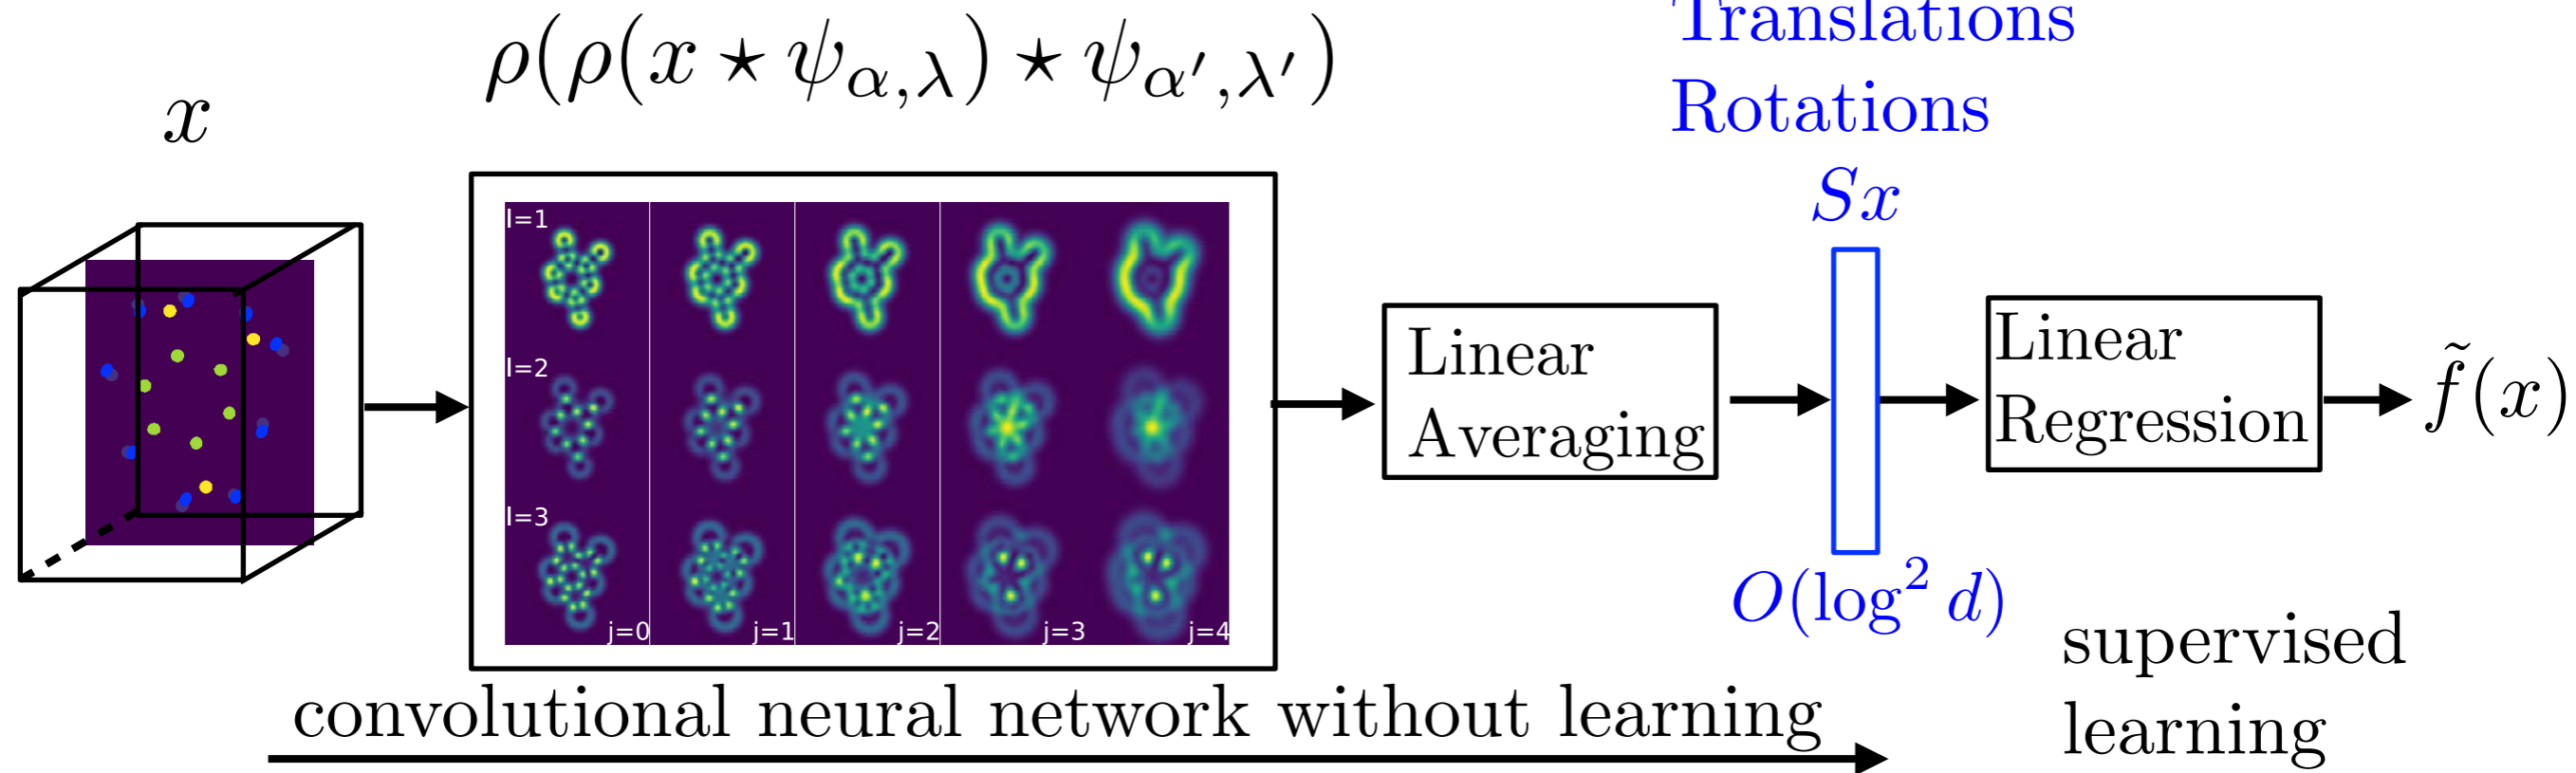 Translations
Rotations
ρ(ρ(x ⋆ ψ_{α,λ}) ⋆ ψ_{α′,λ′})
x
Sx
l=1
l=2
l=3
j=0 j=1 j=2 j=3 j=4
Linear
Averaging
Linear
Regression
f̃(x)
O(log² d)
supervised
learning
convolutional neural network without learning